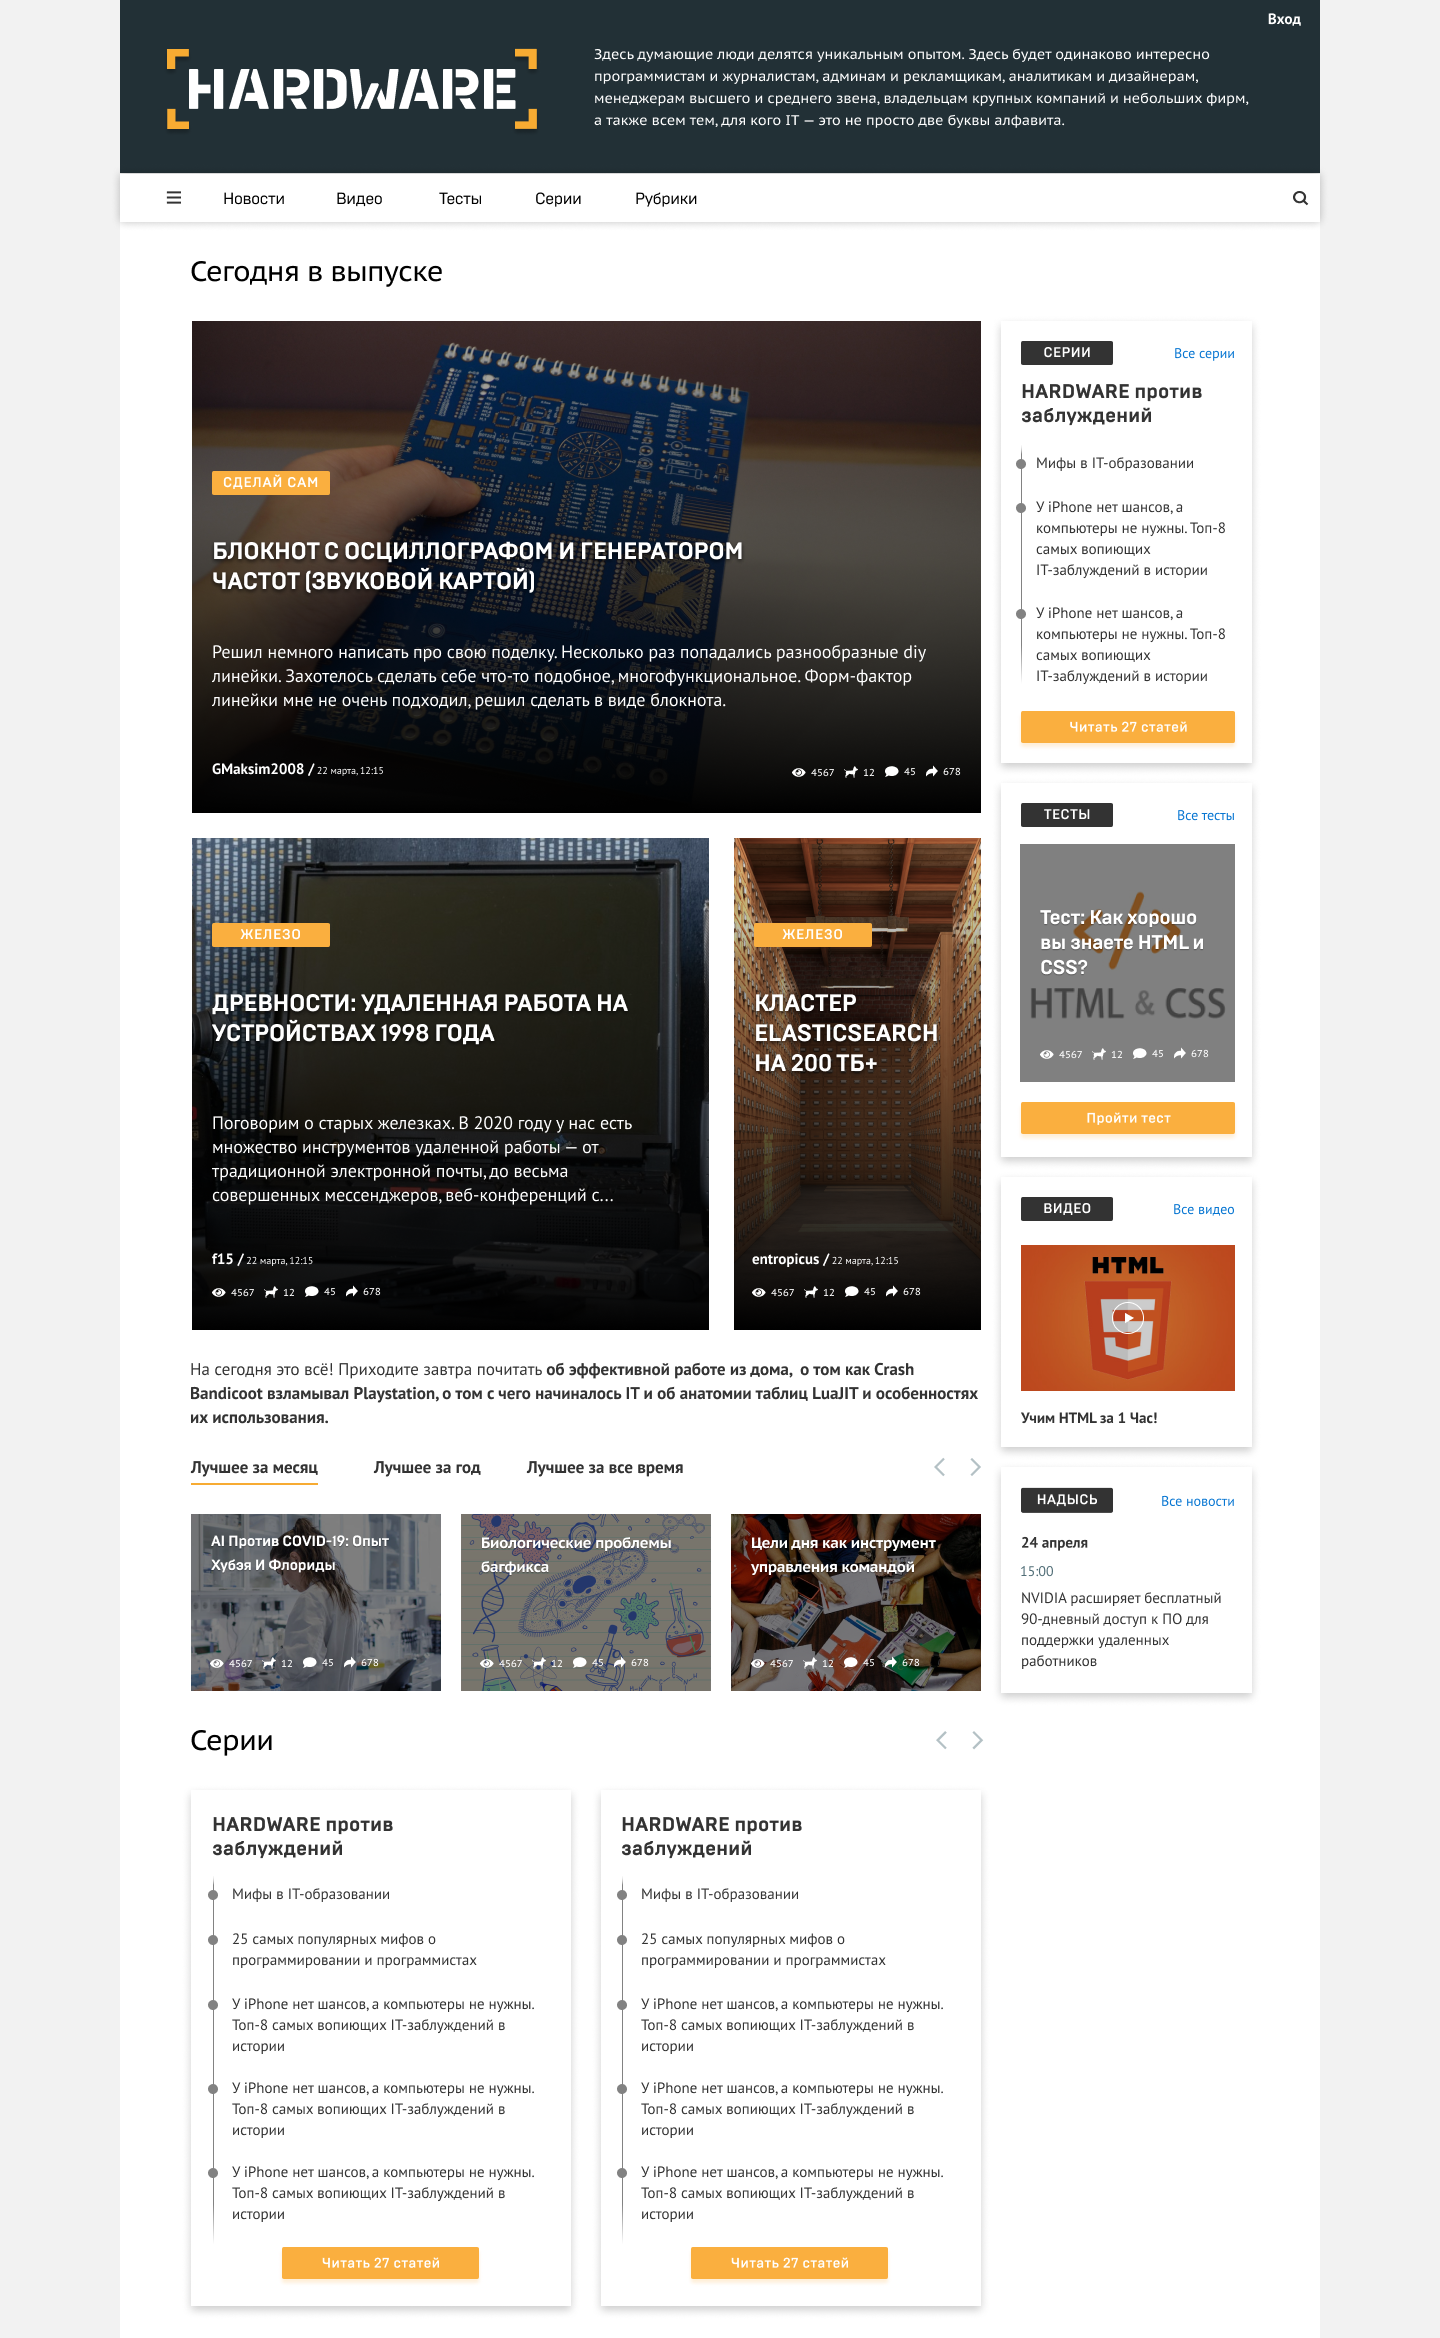 Вход
HARDWARE
Здесь думающие люди делятся уникальным опытом. Здесь будет одинаково интересно
программистам и журналистам, админам и рекламщикам, аналитикам и дизайнерам,
менеджерам высшего и среднего звена, владельцам крупных компаний и небольших фирм,
а также всем тем, для кого IT — это не просто две буквы алфавита.
Новости Видео Тесты Серии Рубрики
Сегодня в выпуске
СДЕЛАЙ САМ
БЛОКНОТ С ОСЦИЛЛОГРАФОМ И ГЕНЕРАТОРОМ
ЧАСТОТ (ЗВУКОВОЙ КАРТОЙ)
Решил немного написать про свою поделку. Несколько раз попадались разнообразные diy
линейки. Захотелось сделать себе что-то подобное, многофункциональное. Форм-фактор
линейки мне не очень подходил, решил сделать в виде блокнота.
GMaksim2008 / 22 марта, 12:15
4567 12 45 678
ЖЕЛЕЗО
ДРЕВНОСТИ: УДАЛЕННАЯ РАБОТА НА
УСТРОЙСТВАХ 1998 ГОДА
Поговорим о старых железках. В 2020 году у нас есть
множество инструментов удаленной работы — от
традиционной электронной почты, до весьма
совершенных мессенджеров, веб-конференций с...
f15 / 22 марта, 12:15
4567 12 45 678
ЖЕЛЕЗО
КЛАСТЕР
ELASTICSEARCH
НА 200 ТБ+
entropicus / 22 марта, 12:15
4567 12 45 678
На сегодня это всё! Приходите завтра почитать об эффективной работе из дома,  о том как Crash
Bandicoot взламывал Playstation, о том с чего начиналось IT и об анатомии таблиц LuaJIT и особенностях
их использования.
Лучшее за месяц Лучшее за год Лучшее за все время
AI Против COVID-19: Опыт
Хубэя И Флориды
4567 12 45 678
Биологические проблемы
багфикса
4567 12 45 678
Цели дня как инструмент
управления командой
4567 12 45 678
Серии
HARDWARE против
заблуждений
Мифы в IT-образовании
25 самых популярных мифов о
программировании и программистах
У iPhone нет шансов, а компьютеры не нужны.
Топ-8 самых вопиющих IT-заблуждений в
истории
У iPhone нет шансов, а компьютеры не нужны.
Топ-8 самых вопиющих IT-заблуждений в
истории
У iPhone нет шансов, а компьютеры не нужны.
Топ-8 самых вопиющих IT-заблуждений в
истории
Читать 27 статей
HARDWARE против
заблуждений
Мифы в IT-образовании
25 самых популярных мифов о
программировании и программистах
У iPhone нет шансов, а компьютеры не нужны.
Топ-8 самых вопиющих IT-заблуждений в
истории
У iPhone нет шансов, а компьютеры не нужны.
Топ-8 самых вопиющих IT-заблуждений в
истории
У iPhone нет шансов, а компьютеры не нужны.
Топ-8 самых вопиющих IT-заблуждений в
истории
Читать 27 статей
СЕРИИ Все серии
HARDWARE против
заблуждений
Мифы в IT-образовании
У iPhone нет шансов, а
компьютеры не нужны. Топ-8
самых вопиющих
IT-заблуждений в истории
У iPhone нет шансов, а
компьютеры не нужны. Топ-8
самых вопиющих
IT-заблуждений в истории
Читать 27 статей
ТЕСТЫ Все тесты
Тест: Как хорошо
вы знаете HTML и
CSS?
</>
HTML & CSS
4567 12 45 678
Пройти тест
ВИДЕО Все видео
HTML
5
Учим HTML за 1 Час!
НАДЫСЬ Все новости
24 апреля
15:00
NVIDIA расширяет бесплатный
90-дневный доступ к ПО для
поддержки удаленных
работников